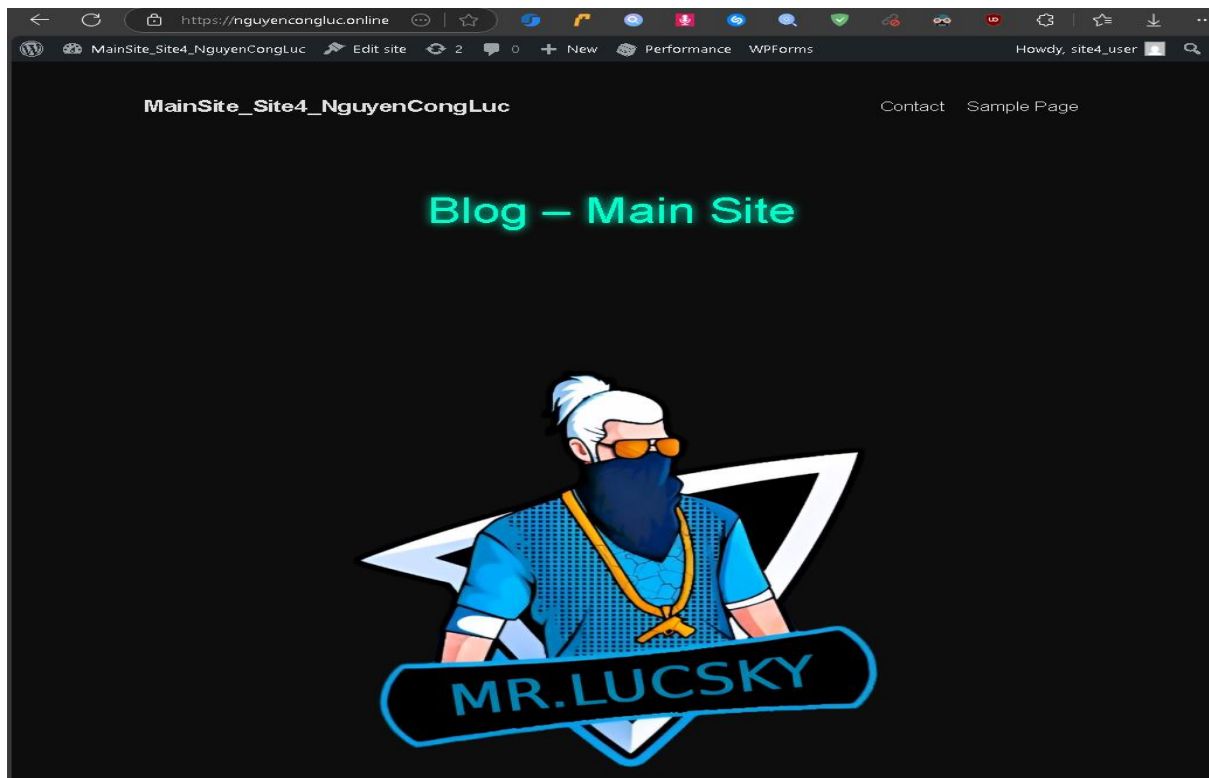 https://nguyencongluc.online
MainSite_Site4_NguyenCongLuc Edit site 2 0 + New Performance WPForms Howdy, site4_user
MainSite_Site4_NguyenCongLuc Contact Sample Page
Blog – Main Site
MR.LUCSKY